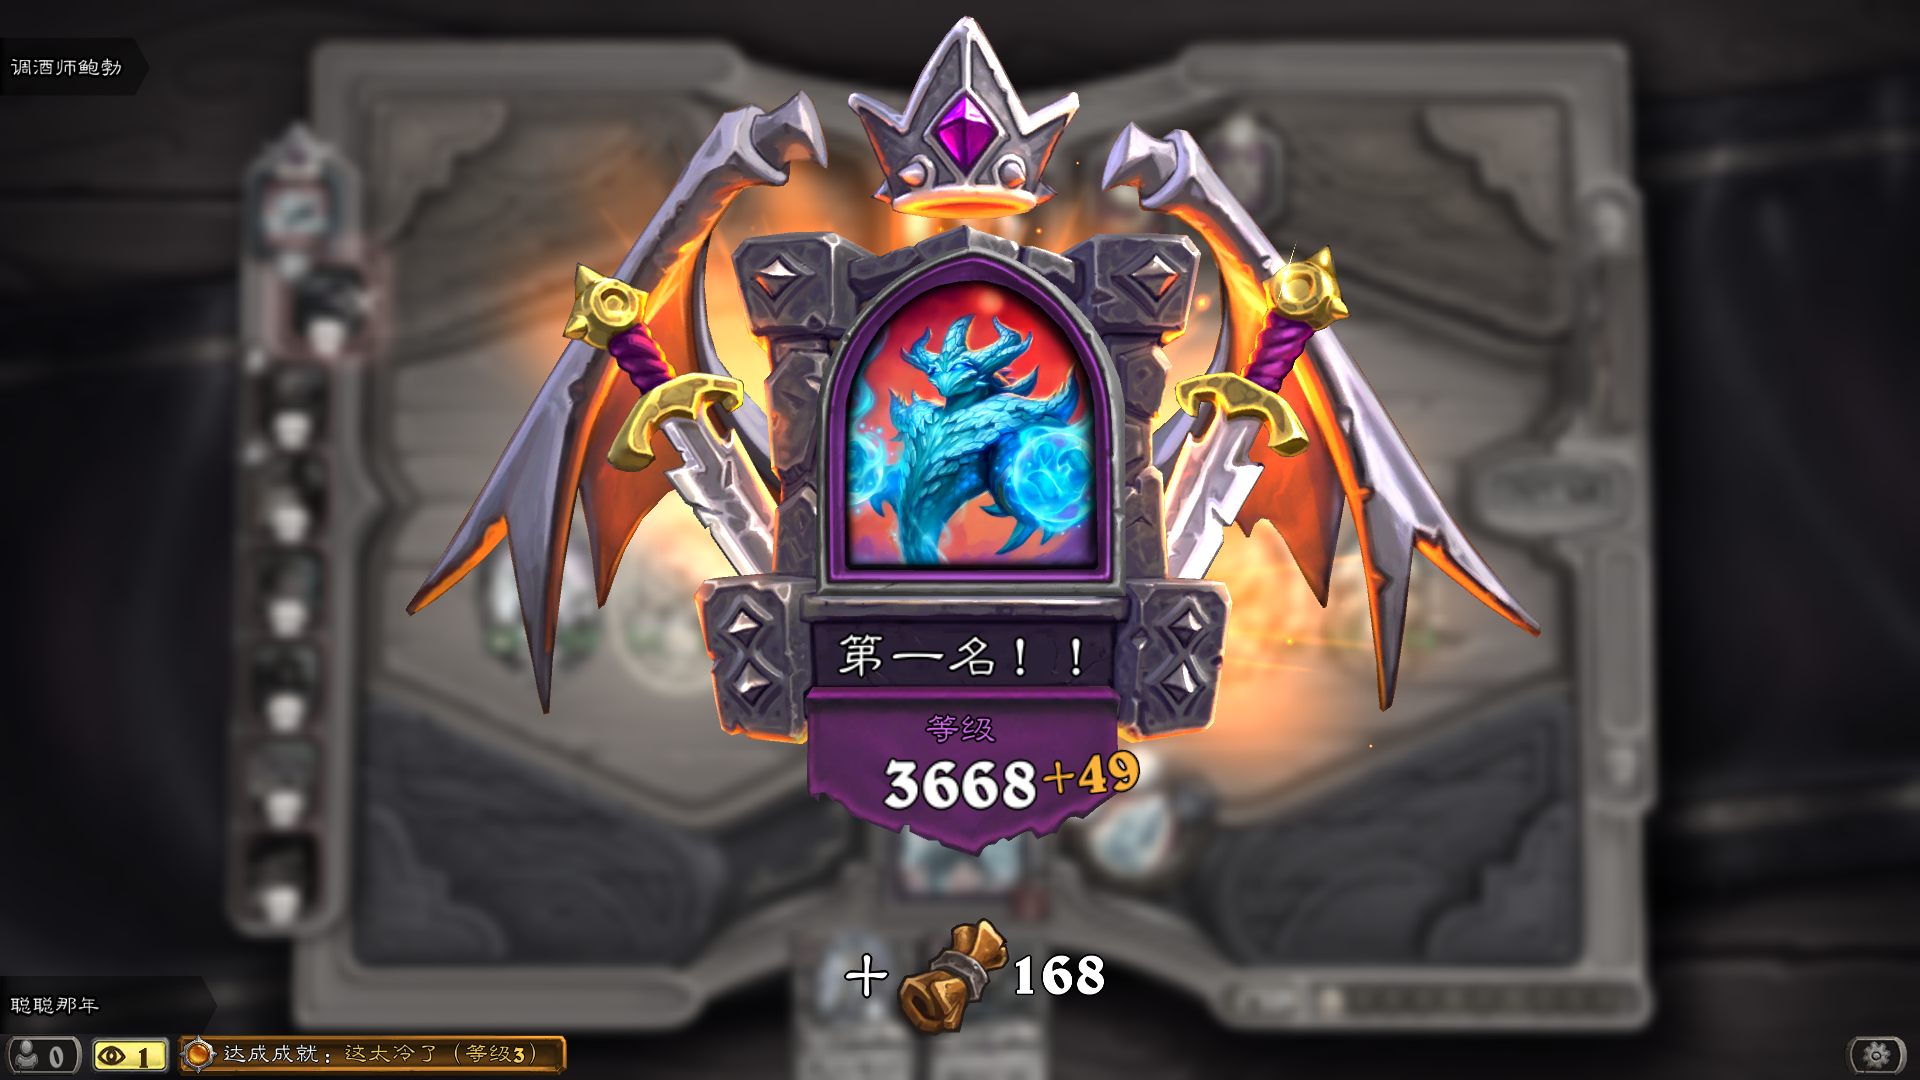 调酒师鲍勃
第一名！！
等级
3668 +49
+ 168
聪聪那年
0 1 达成成就：这太冷了（等级3）